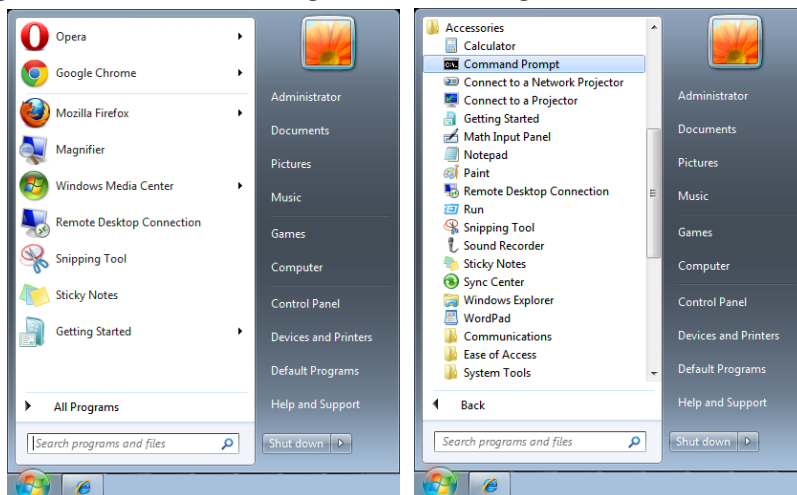 Opera
Google Chrome
Mozilla Firefox
Magnifier
Windows Media Center
Remote Desktop Connection
Snipping Tool
Sticky Notes
Getting Started
All Programs
Search programs and files
Administrator
Documents
Pictures
Music
Games
Computer
Control Panel
Devices and Printers
Default Programs
Help and Support
Shut down
Accessories
Calculator
Command Prompt
Connect to a Network Projector
Connect to a Projector
Getting Started
Math Input Panel
Notepad
Paint
Remote Desktop Connection
Run
Snipping Tool
Sound Recorder
Sticky Notes
Sync Center
Windows Explorer
WordPad
Communications
Ease of Access
System Tools
Back
Search programs and files
Administrator
Documents
Pictures
Music
Games
Computer
Control Panel
Devices and Printers
Default Programs
Help and Support
Shut down